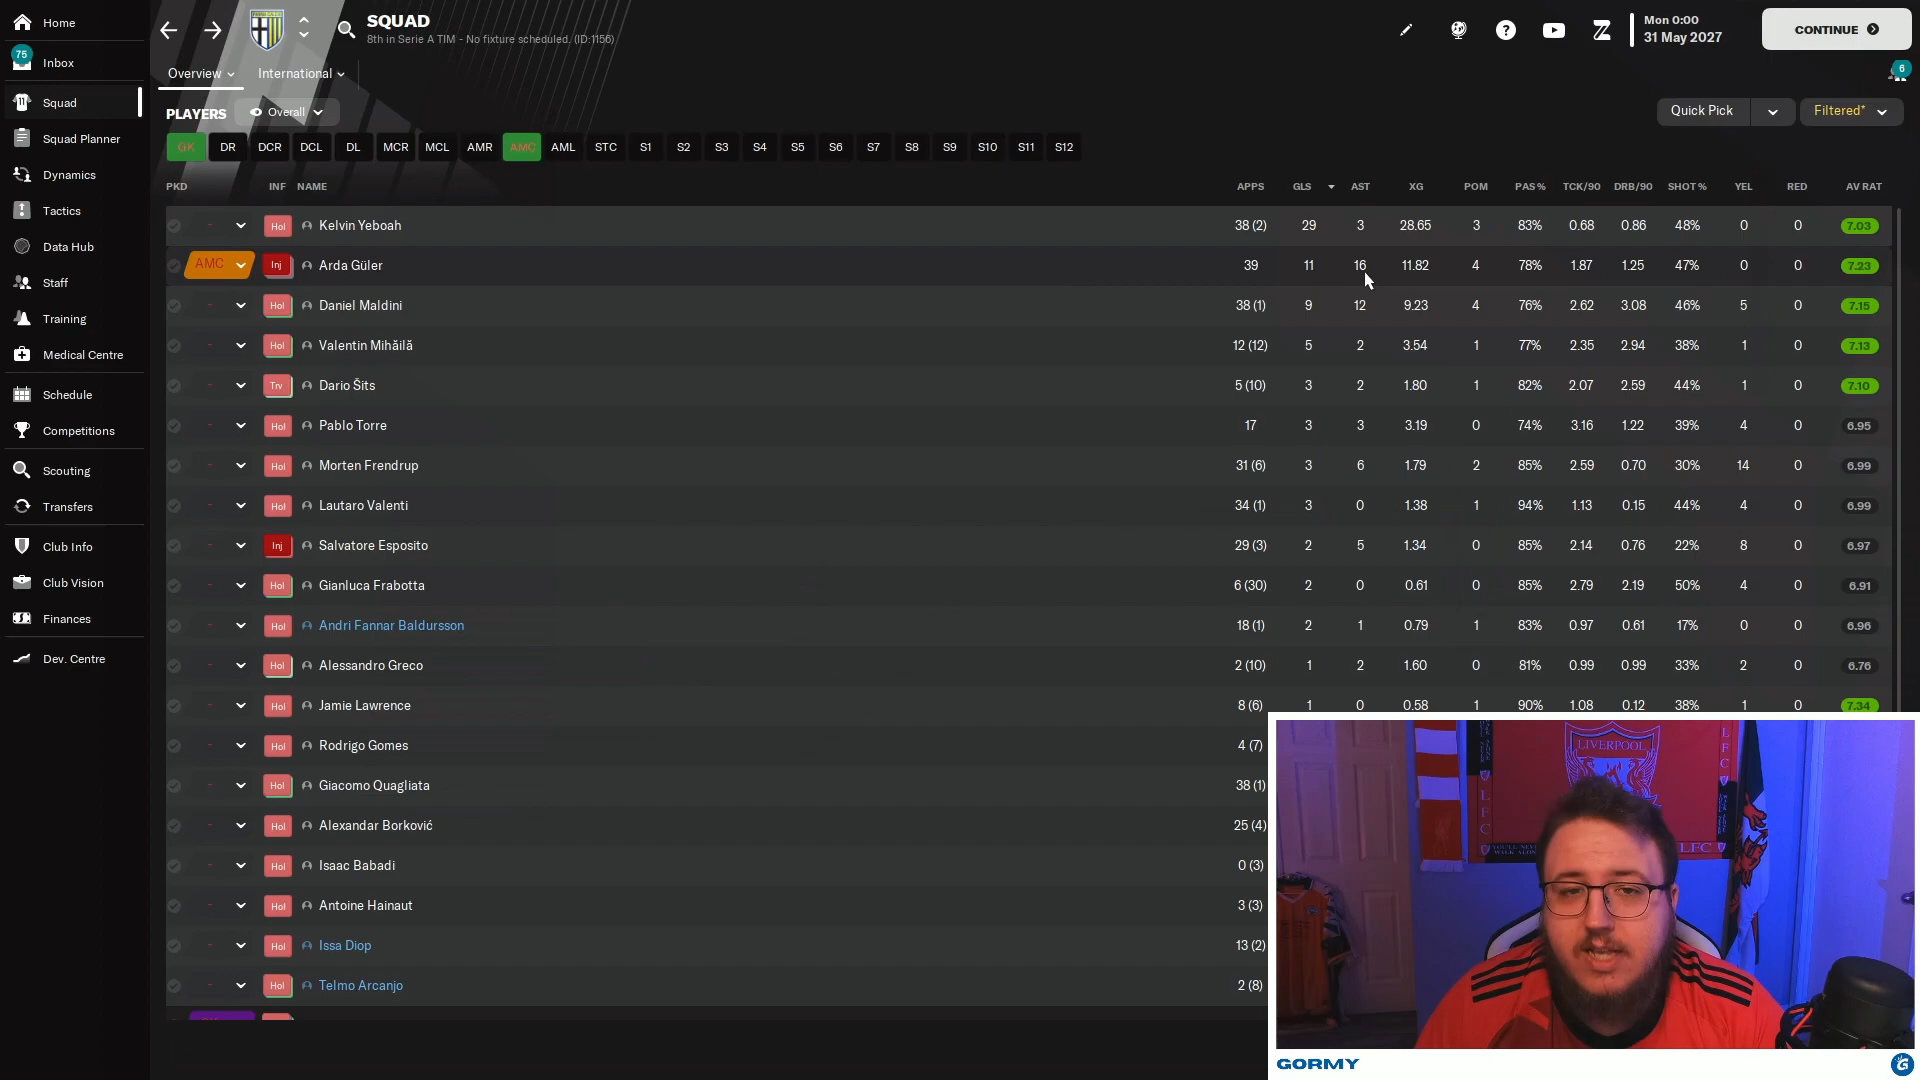 Home
75
Inbox
Squad
Squad Planner
Dynamics
Tactics
Data Hub
Staff
Training
Medical Centre
Schedule
Competitions
Scouting
Transfers
Club Info
Club Vision
Finances
Dev. Centre
SQUAD
8th in Serie A TIM - No fixture scheduled. (ID:1156)
?
Mon 0:00
31 May 2027
CONTINUE
6
Overview International
PLAYERS Overall
Quick Pick Filtered*
GK DR DCR DCL DL MCR MCL AMR AMC AML STC S1 S2 S3 S4 S5 S6 S7 S8 S9 S10 S11 S12
PKD INF NAME APPS GLS AST XG POM PAS % TCK/90 DRB/90 SHOT % YEL RED AV RAT
- Hol Kelvin Yeboah 38 (2) 29 3 28.65 3 83% 0.68 0.86 48% 0 0 7.03
AMC Inj Arda Güler 39 11 16 11.82 4 78% 1.87 1.25 47% 0 0 7.23
- Hol Daniel Maldini 38 (1) 9 12 9.23 4 76% 2.62 3.08 46% 5 0 7.15
- Hol Valentin Mihăilă 12 (12) 5 2 3.54 1 77% 2.35 2.94 38% 1 0 7.13
- Trv Dario Šits 5 (10) 3 2 1.80 1 82% 2.07 2.59 44% 1 0 7.10
- Hol Pablo Torre 17 3 3 3.19 0 74% 3.16 1.22 39% 4 0 6.95
- Hol Morten Frendrup 31 (6) 3 6 1.79 2 85% 2.59 0.70 30% 14 0 6.99
- Hol Lautaro Valenti 34 (1) 3 0 1.38 1 94% 1.13 0.15 44% 4 0 6.99
- Inj Salvatore Esposito 29 (3) 2 5 1.34 0 85% 2.14 0.76 22% 8 0 6.97
- Hol Gianluca Frabotta 6 (30) 2 0 0.61 0 85% 2.79 2.19 50% 4 0 6.91
- Hol Andri Fannar Baldursson 18 (1) 2 1 0.79 1 83% 0.97 0.61 17% 0 0 6.96
- Hol Alessandro Greco 2 (10) 1 2 1.60 0 81% 0.99 0.99 33% 2 0 6.76
- Hol Jamie Lawrence 8 (6) 1 0 0.58 1 90% 1.08 0.12 38% 1 0 7.34
- Hol Rodrigo Gomes 4 (7)
- Hol Giacomo Quagliata 38 (1)
- Hol Alexandar Borković 25 (4)
- Hol Isaac Babadi 0 (3)
- Hol Antoine Hainaut 3 (3)
- Hol Issa Diop 13 (2)
- Hol Telmo Arcanjo 2 (8)
LIVERPOOL
LFC
GORMY